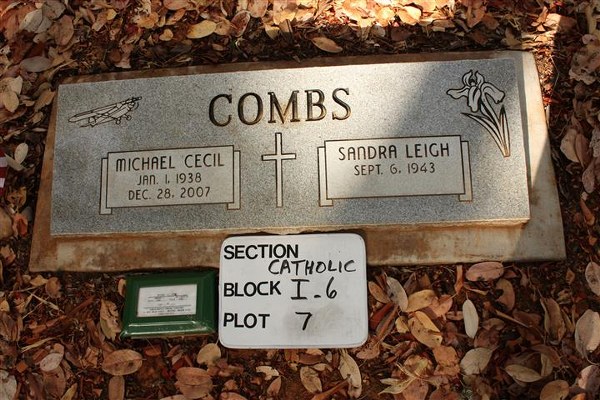 COMBS
MICHAEL CECIL
JAN. 1, 1938
DEC. 28, 2007
SANDRA LEIGH
SEPT. 6, 1943
SECTION CATHOLIC
BLOCK I-6
PLOT 7